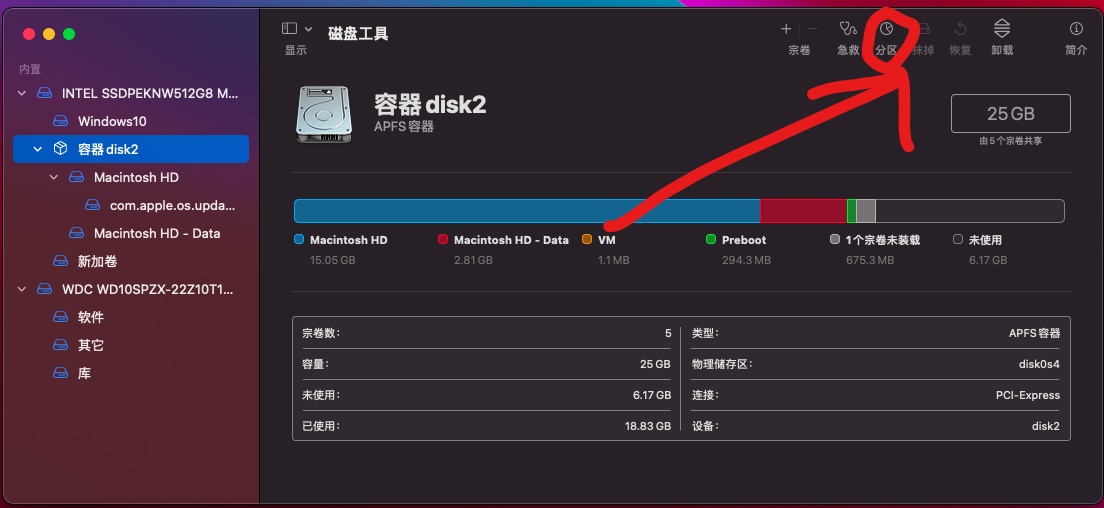 显示
磁盘工具
宗卷
急救
分区
抹掉
恢复
卸载
简介
内置
INTEL SSDPEKNW512G8 M...
Windows10
容器 disk2
Macintosh HD
com.apple.os.upda...
Macintosh HD - Data
新加卷
WDC WD10SPZX-22Z10T1...
软件
其它
库
容器 disk2
APFS 容器
25 GB
由 5 个宗卷共享
Macintosh HD
15.05 GB
Macintosh HD - Data
2.81 GB
VM
1.1 MB
Preboot
294.3 MB
1 个宗卷未装载
675.3 MB
未使用
6.17 GB
宗卷数： 5
容量： 25 GB
未使用： 6.17 GB
已使用： 18.83 GB
类型： APFS 容器
物理储存区： disk0s4
连接： PCI-Express
设备： disk2